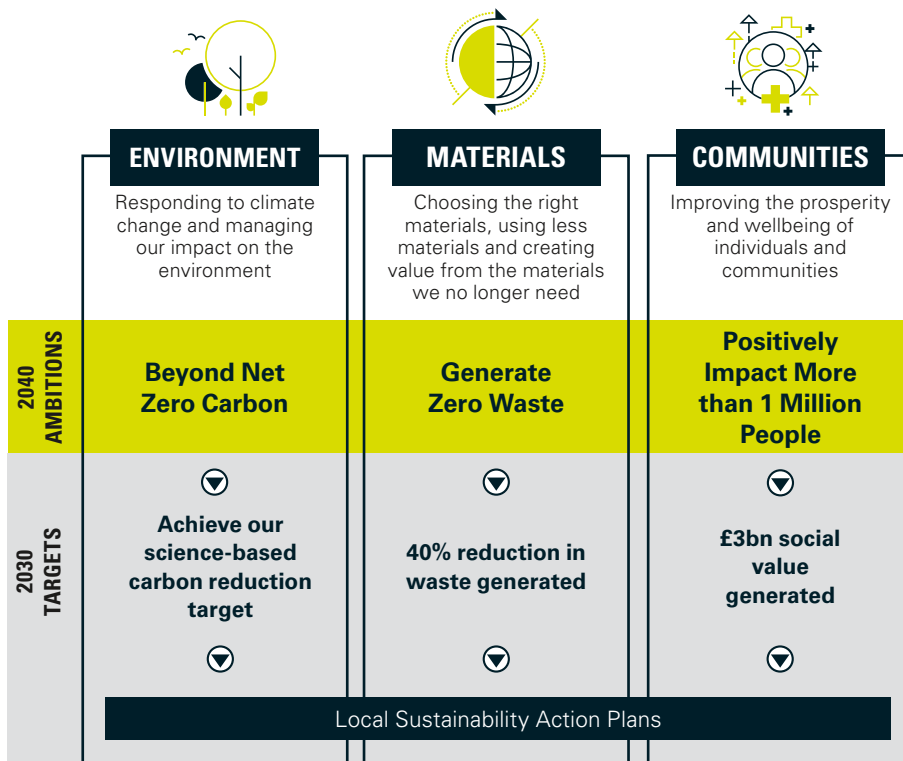 ENVIRONMENT
Responding to climate
change and managing
our impact on the
environment
MATERIALS
Choosing the right
materials, using less
materials and creating
value from the materials
we no longer need
COMMUNITIES
Improving the prosperity
and wellbeing of
individuals and
communities
2040
AMBITIONS
Beyond Net
Zero Carbon
Generate
Zero Waste
Positively
Impact More
than 1 Million
People
2030
TARGETS
Achieve our
science-based
carbon reduction
target
40% reduction in
waste generated
£3bn social
value
generated
Local Sustainability Action Plans